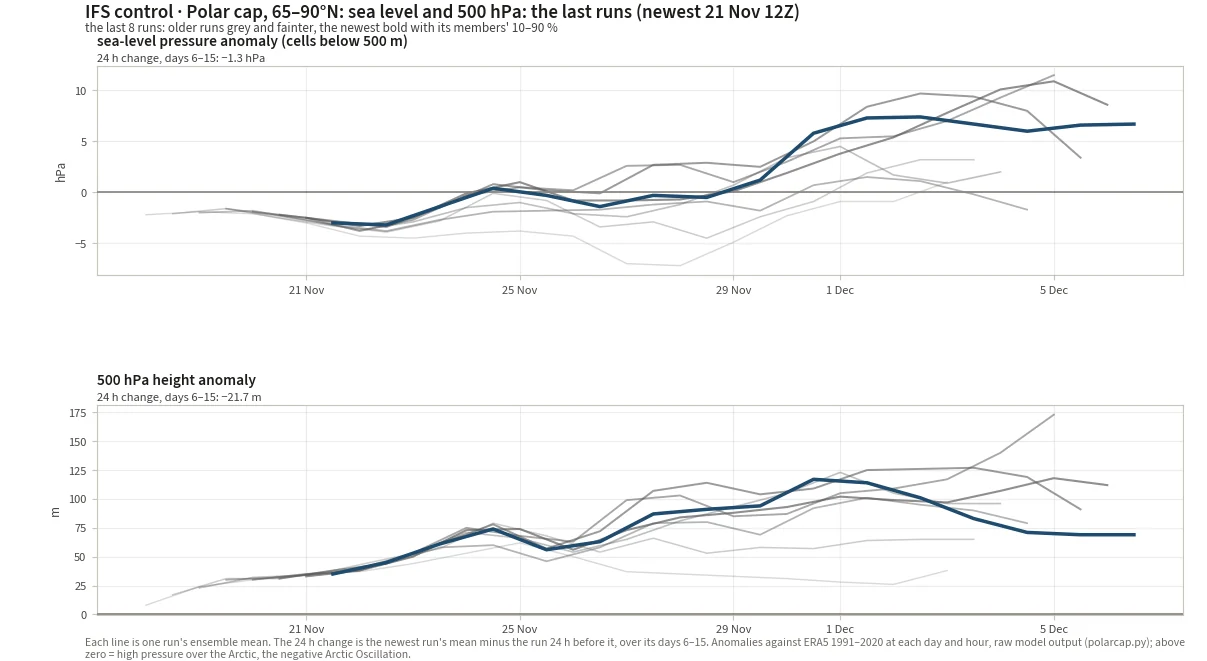 IFS control · Polar cap, 65–90°N: sea level and 500 hPa: the last runs (newest 21 Nov 12Z)
the last 8 runs: older runs grey and fainter, the newest bold with its members' 10–90 %
sea-level pressure anomaly (cells below 500 m)
24 h change, days 6–15: −1.3 hPa
10
5
0
−5
hPa
21 Nov
25 Nov
29 Nov
1 Dec
5 Dec
500 hPa height anomaly
24 h change, days 6–15: −21.7 m
175
150
125
100
75
50
25
0
m
21 Nov
25 Nov
29 Nov
1 Dec
5 Dec
Each line is one run's ensemble mean. The 24 h change is the newest run's mean minus the run 24 h before it, over its days 6–15. Anomalies against ERA5 1991–2020 at each day and hour, raw model output (polarcap.py); above
zero = high pressure over the Arctic, the negative Arctic Oscillation.